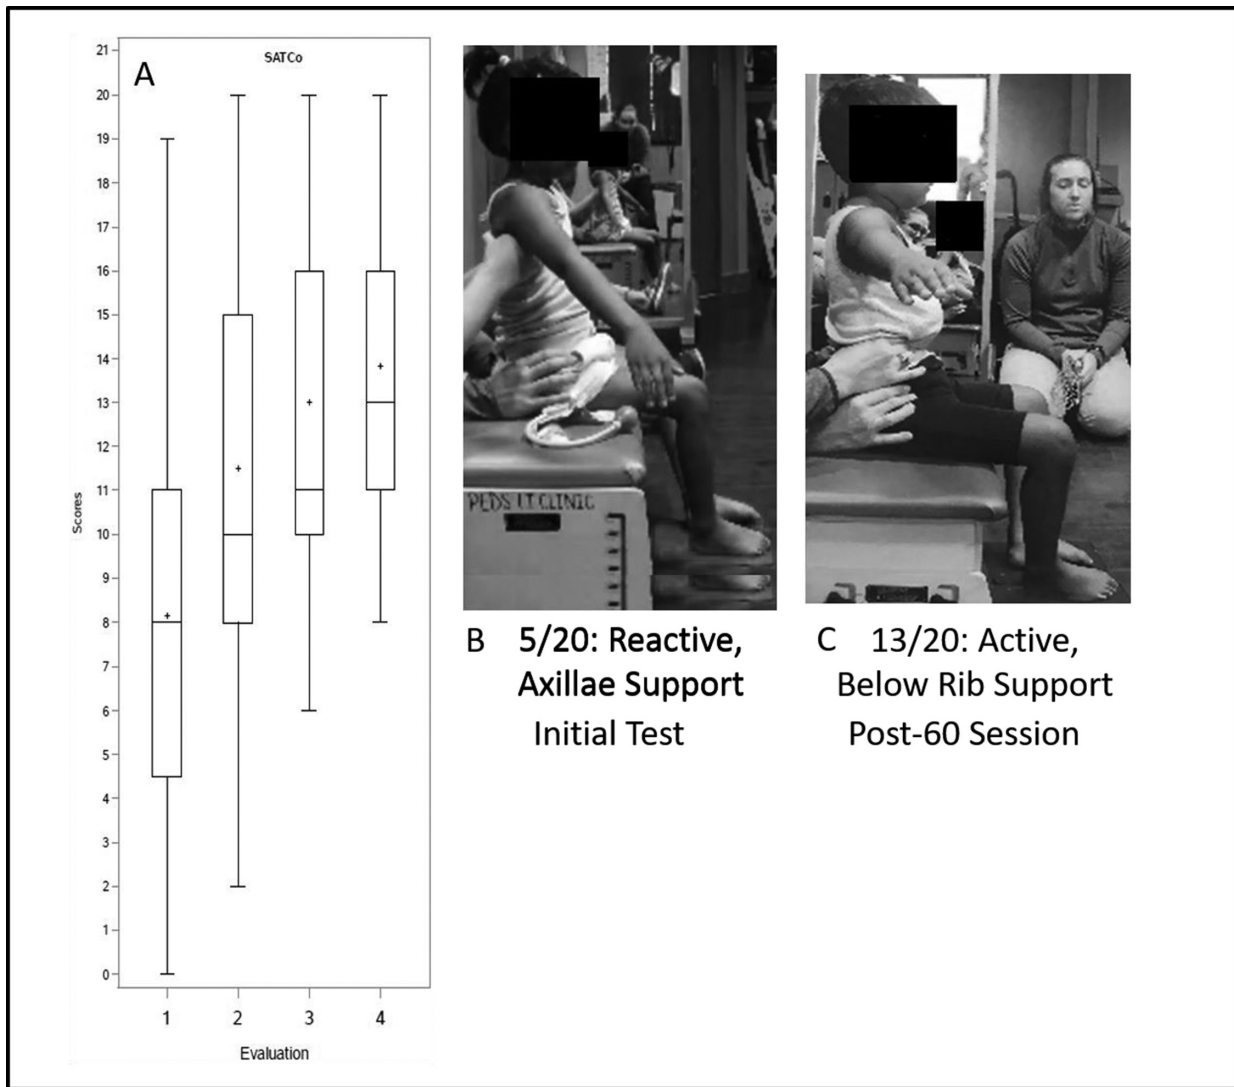 A
SATCo
21
20
19
18
17
16
15
14
13
12
11
10
9
8
7
6
5
4
3
2
1
0
Scores
1
2
3
4
Evaluation
PEDS LT CLINIC
B 5/20: Reactive,
Axillae Support
Initial Test
C 13/20: Active,
Below Rib Support
Post-60 Session